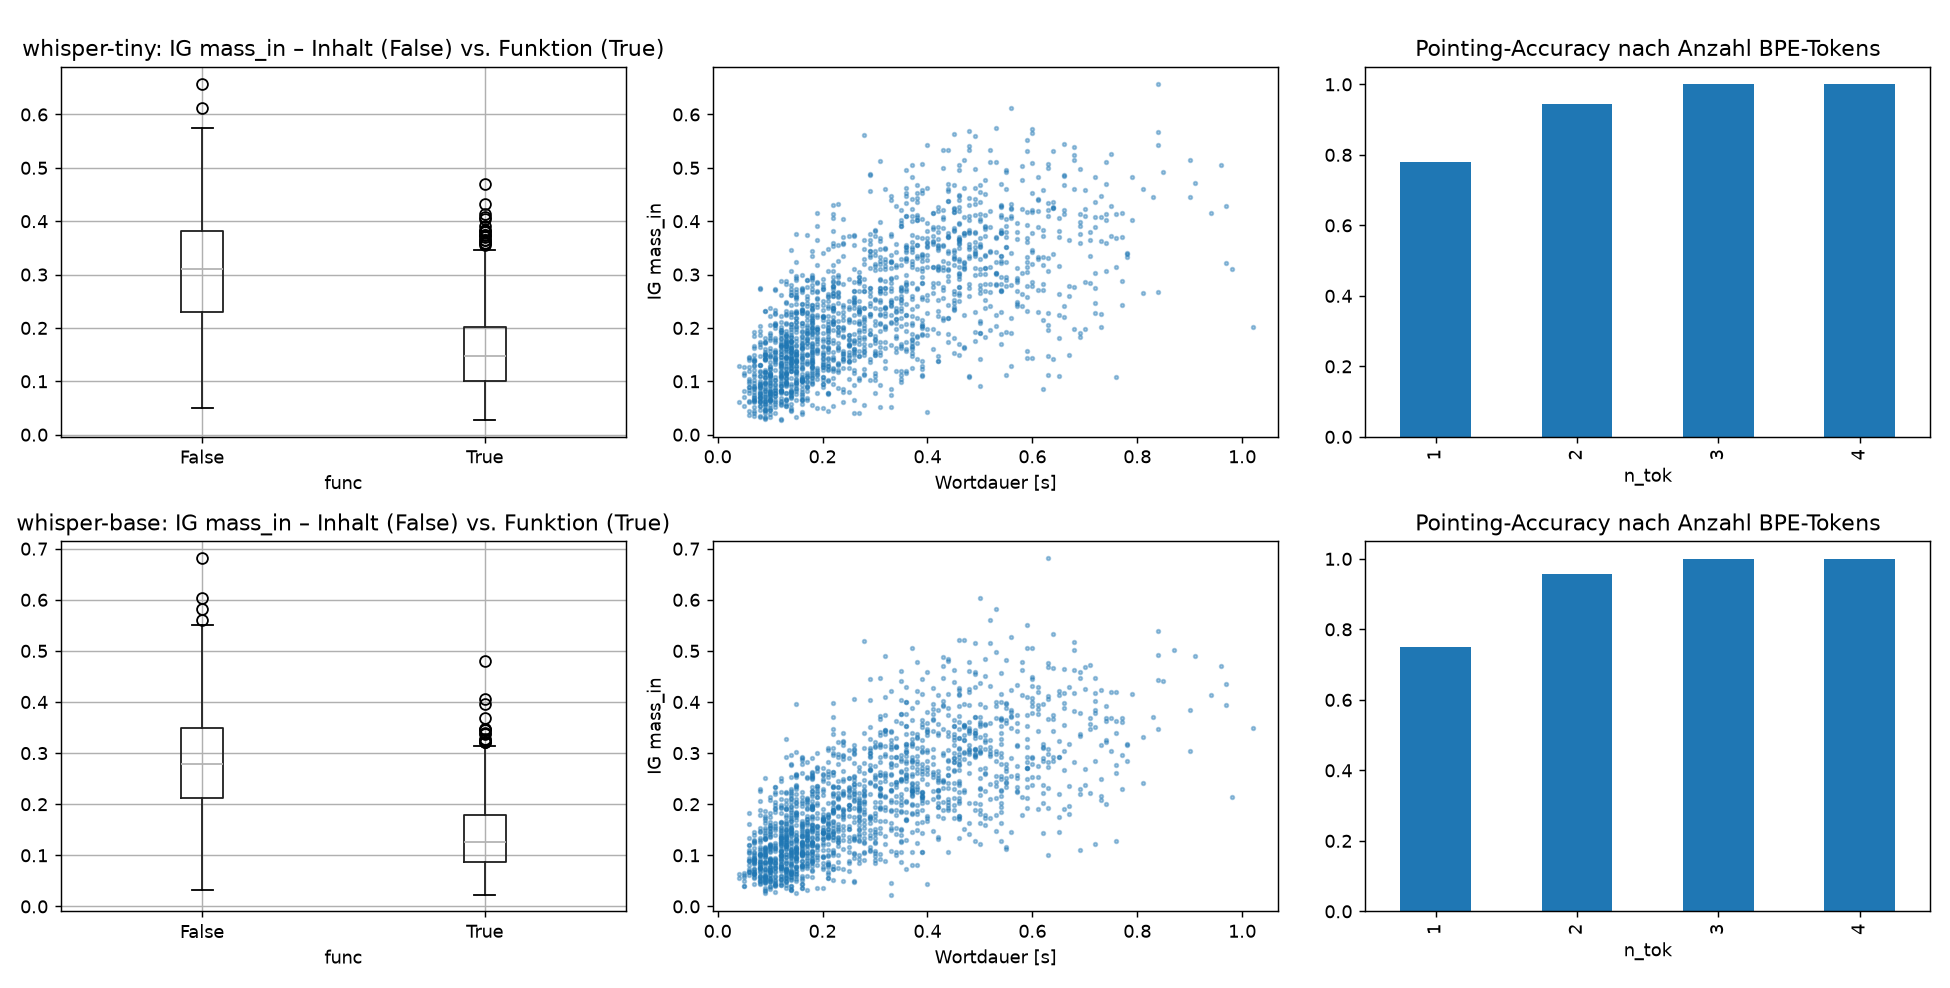 whisper-tiny: IG mass_in – Inhalt (False) vs. Funktion (True)
0.6
0.5
0.4
0.3
0.2
0.1
0.0
False True
func
IG mass_in
0.6
0.5
0.4
0.3
0.2
0.1
0.0
0.0 0.2 0.4 0.6 0.8 1.0
Wortdauer [s]
Pointing-Accuracy nach Anzahl BPE-Tokens
1.0
0.8
0.6
0.4
0.2
0.0
1 2 3 4
n_tok
whisper-base: IG mass_in – Inhalt (False) vs. Funktion (True)
0.7
0.6
0.5
0.4
0.3
0.2
0.1
0.0
False True
func
IG mass_in
0.7
0.6
0.5
0.4
0.3
0.2
0.1
0.0
0.0 0.2 0.4 0.6 0.8 1.0
Wortdauer [s]
Pointing-Accuracy nach Anzahl BPE-Tokens
1.0
0.8
0.6
0.4
0.2
0.0
1 2 3 4
n_tok